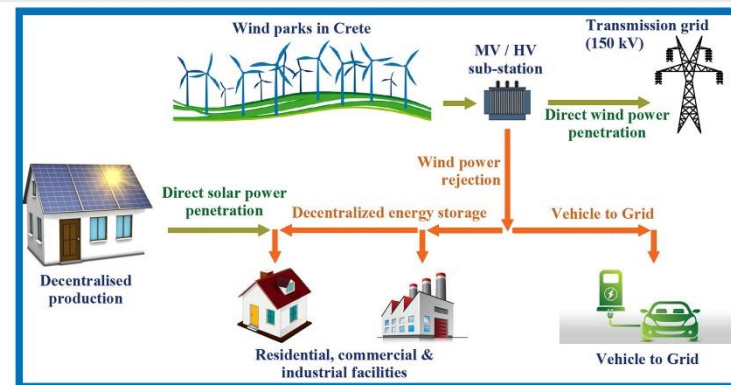 Wind parks in Crete
MV / HV
sub-station
Transmission grid
(150 kV)
Direct wind power
penetration
Wind power
rejection
Direct solar power
penetration
Decentralized energy storage
Vehicle to Grid
Decentralised
production
Residential, commercial &
industrial facilities
Vehicle to Grid